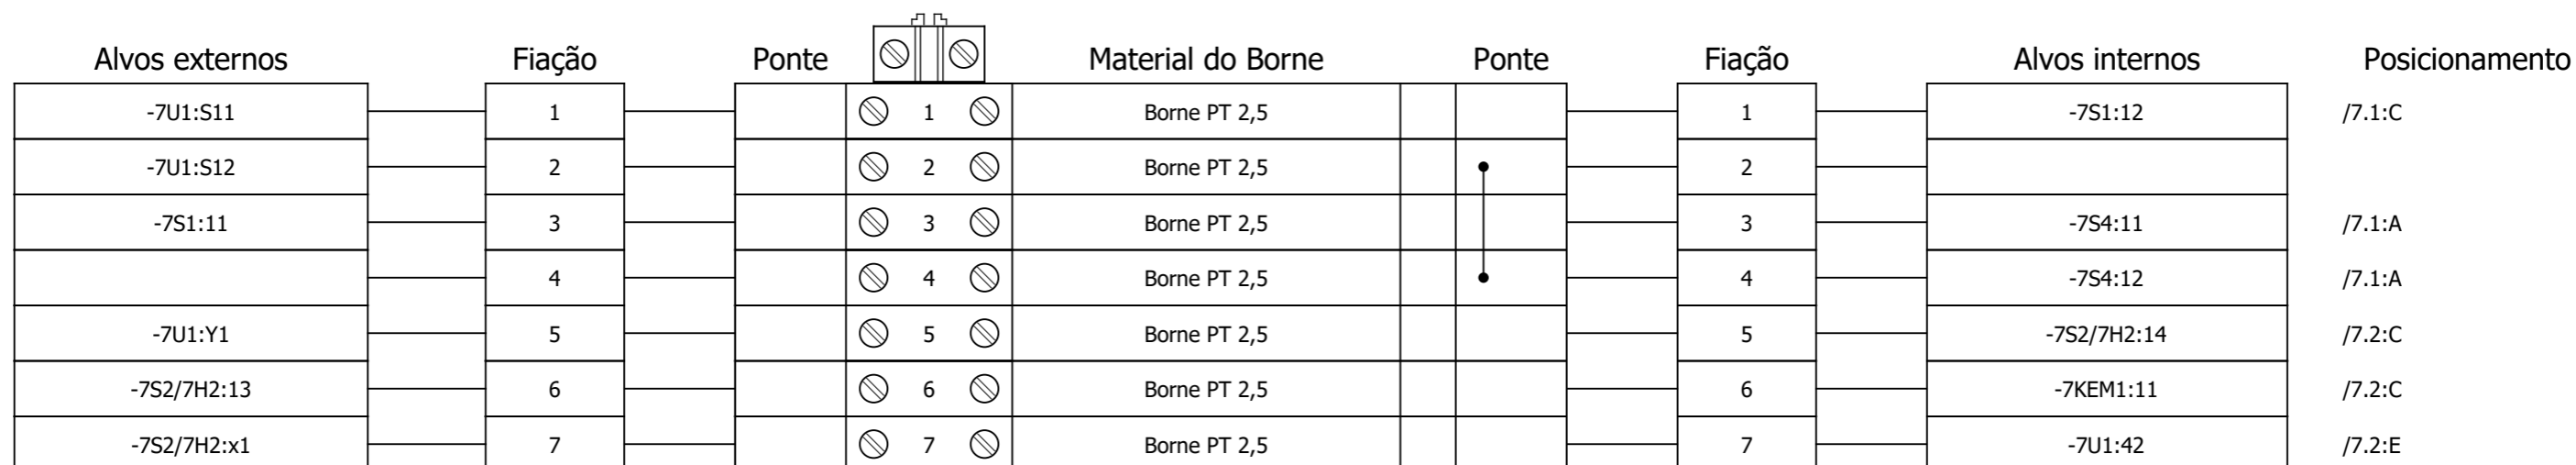 Alvos externos Fiação Ponte Material do Borne Ponte Fiação Alvos internos Posicionamento
-7U1:S11 1 1 Borne PT 2,5 1 -7S1:12 /7.1:C
-7U1:S12 2 2 Borne PT 2,5 2
-7S1:11 3 3 Borne PT 2,5 3 -7S4:11 /7.1:A
4 4 Borne PT 2,5 4 -7S4:12 /7.1:A
-7U1:Y1 5 5 Borne PT 2,5 5 -7S2/7H2:14 /7.2:C
-7S2/7H2:13 6 6 Borne PT 2,5 6 -7KEM1:11 /7.2:C
-7S2/7H2:x1 7 7 Borne PT 2,5 7 -7U1:42 /7.2:E